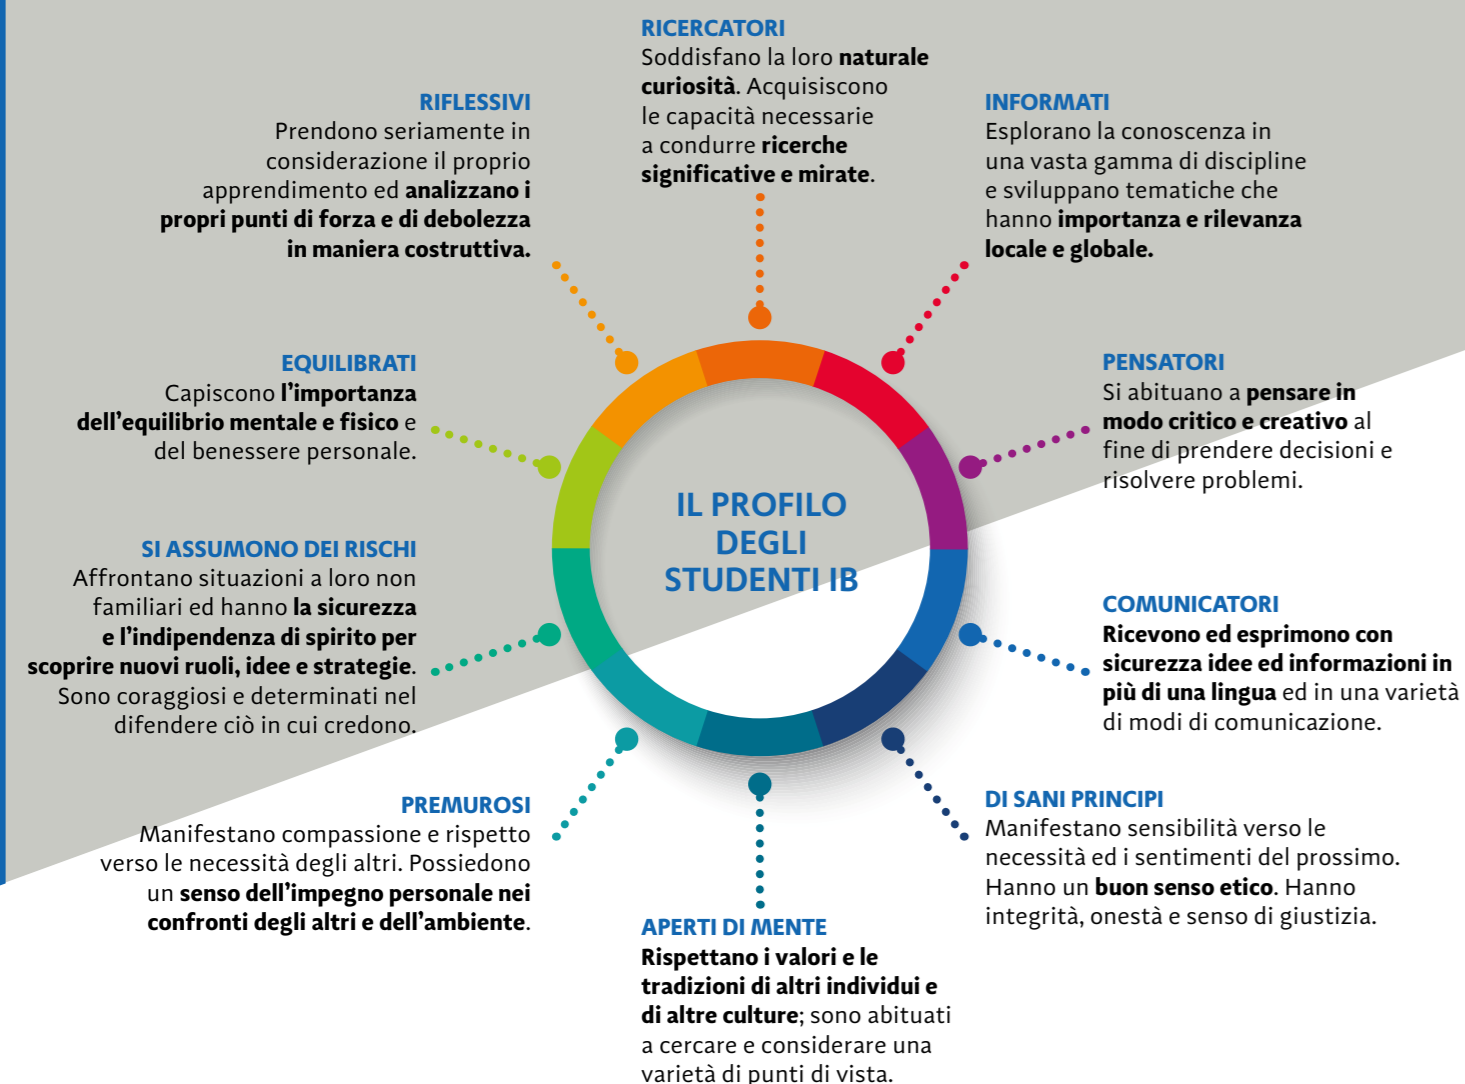 RICERCATORI
Soddisfano la loro naturale
curiosità. Acquisiscono
le capacità necessarie
a condurre ricerche
significative e mirate.
INFORMATI
Esplorano la conoscenza in
una vasta gamma di discipline
e sviluppano tematiche che
hanno importanza e rilevanza
locale e globale.
PENSATORI
Si abituano a pensare in
modo critico e creativo al
fine di prendere decisioni e
risolvere problemi.
COMUNICATORI
Ricevono ed esprimono con
sicurezza idee ed informazioni in
più di una lingua ed in una varietà
di modi di comunicazione.
DI SANI PRINCIPI
Manifestano sensibilità verso le
necessità ed i sentimenti del prossimo.
Hanno un buon senso etico. Hanno
integrità, onestà e senso di giustizia.
APERTI DI MENTE
Rispettano i valori e le
tradizioni di altri individui e
di altre culture; sono abituati
a cercare e considerare una
varietà di punti di vista.
PREMUROSI
Manifestano compassione e rispetto
verso le necessità degli altri. Possiedono
un senso dell'impegno personale nei
confronti degli altri e dell'ambiente.
SI ASSUMONO DEI RISCHI
Affrontano situazioni a loro non
familiari ed hanno la sicurezza
e l'indipendenza di spirito per
scoprire nuovi ruoli, idee e strategie.
Sono coraggiosi e determinati nel
difendere ciò in cui credono.
EQUILIBRATI
Capiscono l'importanza
dell'equilibrio mentale e fisico e
del benessere personale.
RIFLESSIVI
Prendono seriamente in
considerazione il proprio
apprendimento ed analizzano i
propri punti di forza e di debolezza
in maniera costruttiva.
IL PROFILO
DEGLI
STUDENTI IB